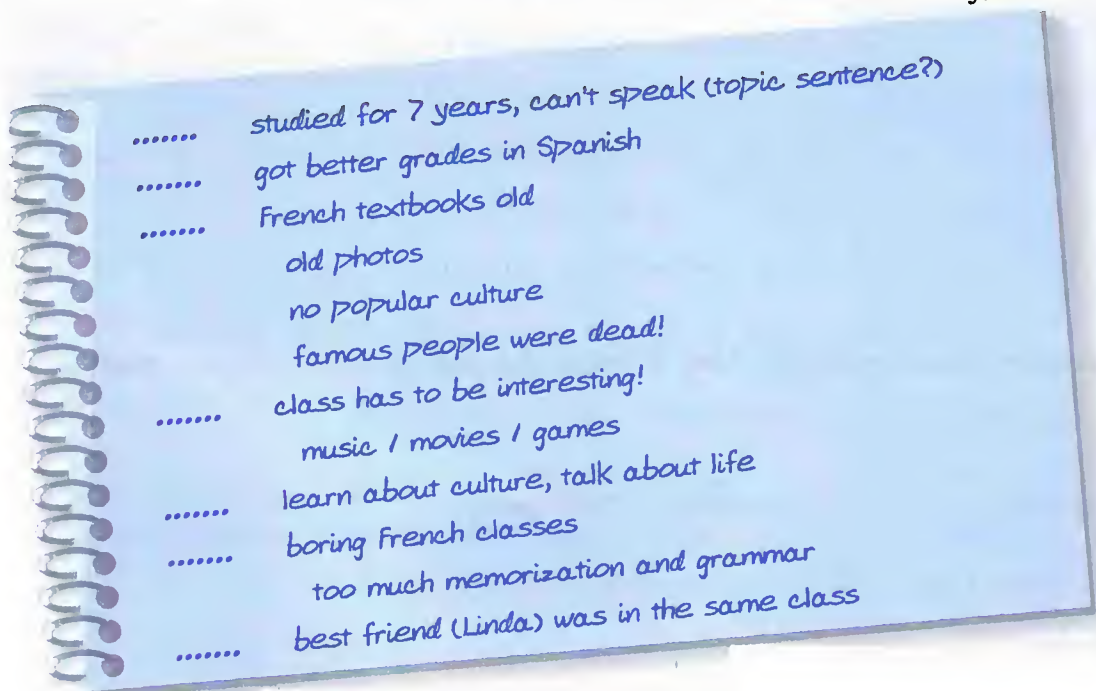 ....... studied for 7 years, can't speak (topic sentence?)
....... got better grades in Spanish
....... French textbooks old
old photos
no popular culture
famous people were dead!
....... class has to be interesting!
music / movies / games
....... learn about culture, talk about life
....... boring French classes
too much memorization and grammar
....... best friend (Linda) was in the same class